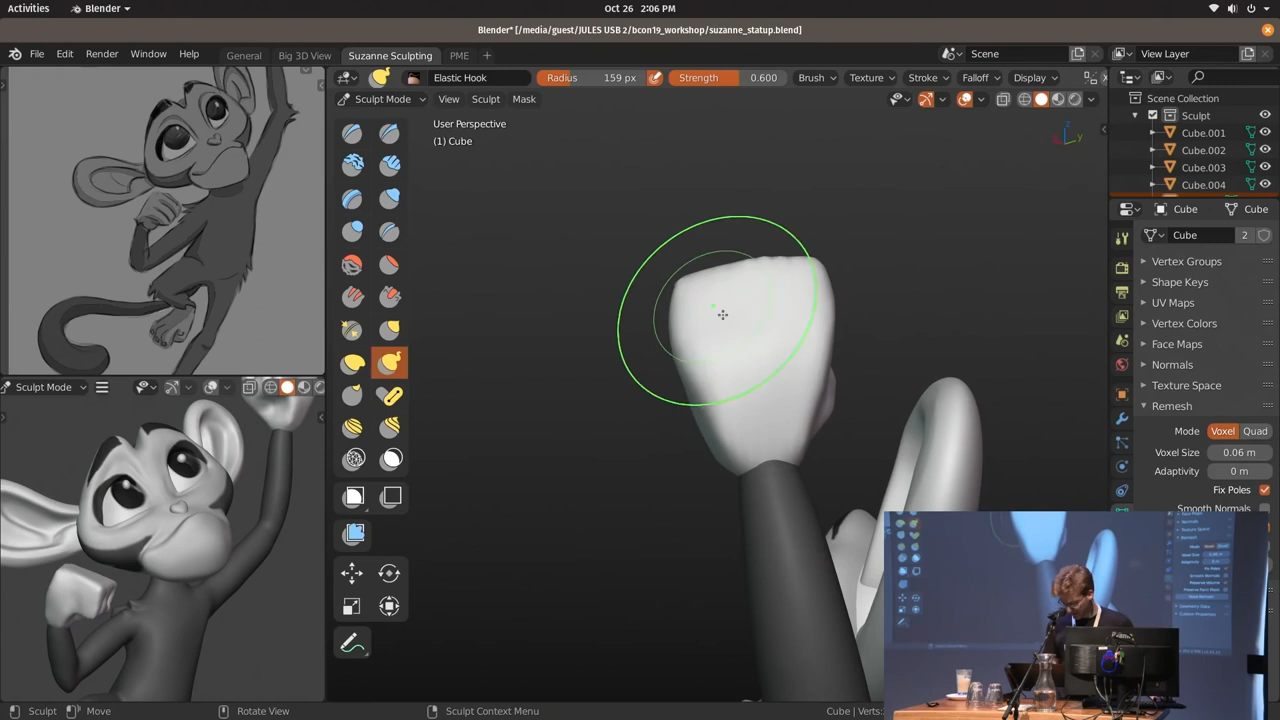 Activities
Blender
Oct 26 2:06 PM
Blender* [/media/guest/JULES USB 2/bcon19_workshop/suzanne_statup.blend]
File Edit Render Window Help
General Big 3D View Suzanne Sculpting PME +
Scene
View Layer
Elastic Hook
Radius 159 px
Strength 0.600
Brush
Texture
Stroke
Falloff
Display
Sculpt Mode
View Sculpt Mask
User Perspective
(1) Cube
Scene Collection
Sculpt
Cube.001
Cube.002
Cube.003
Cube.004
Cube
Cube
Cube 2
Vertex Groups
Shape Keys
UV Maps
Vertex Colors
Face Maps
Normals
Texture Space
Remesh
Mode Voxel Quad
Voxel Size 0.06 m
Adaptivity 0 m
Fix Poles
Smooth Normals
Sculpt Mode
Sculpt
Move
Rotate View
Sculpt Context Menu
Cube | Verts: